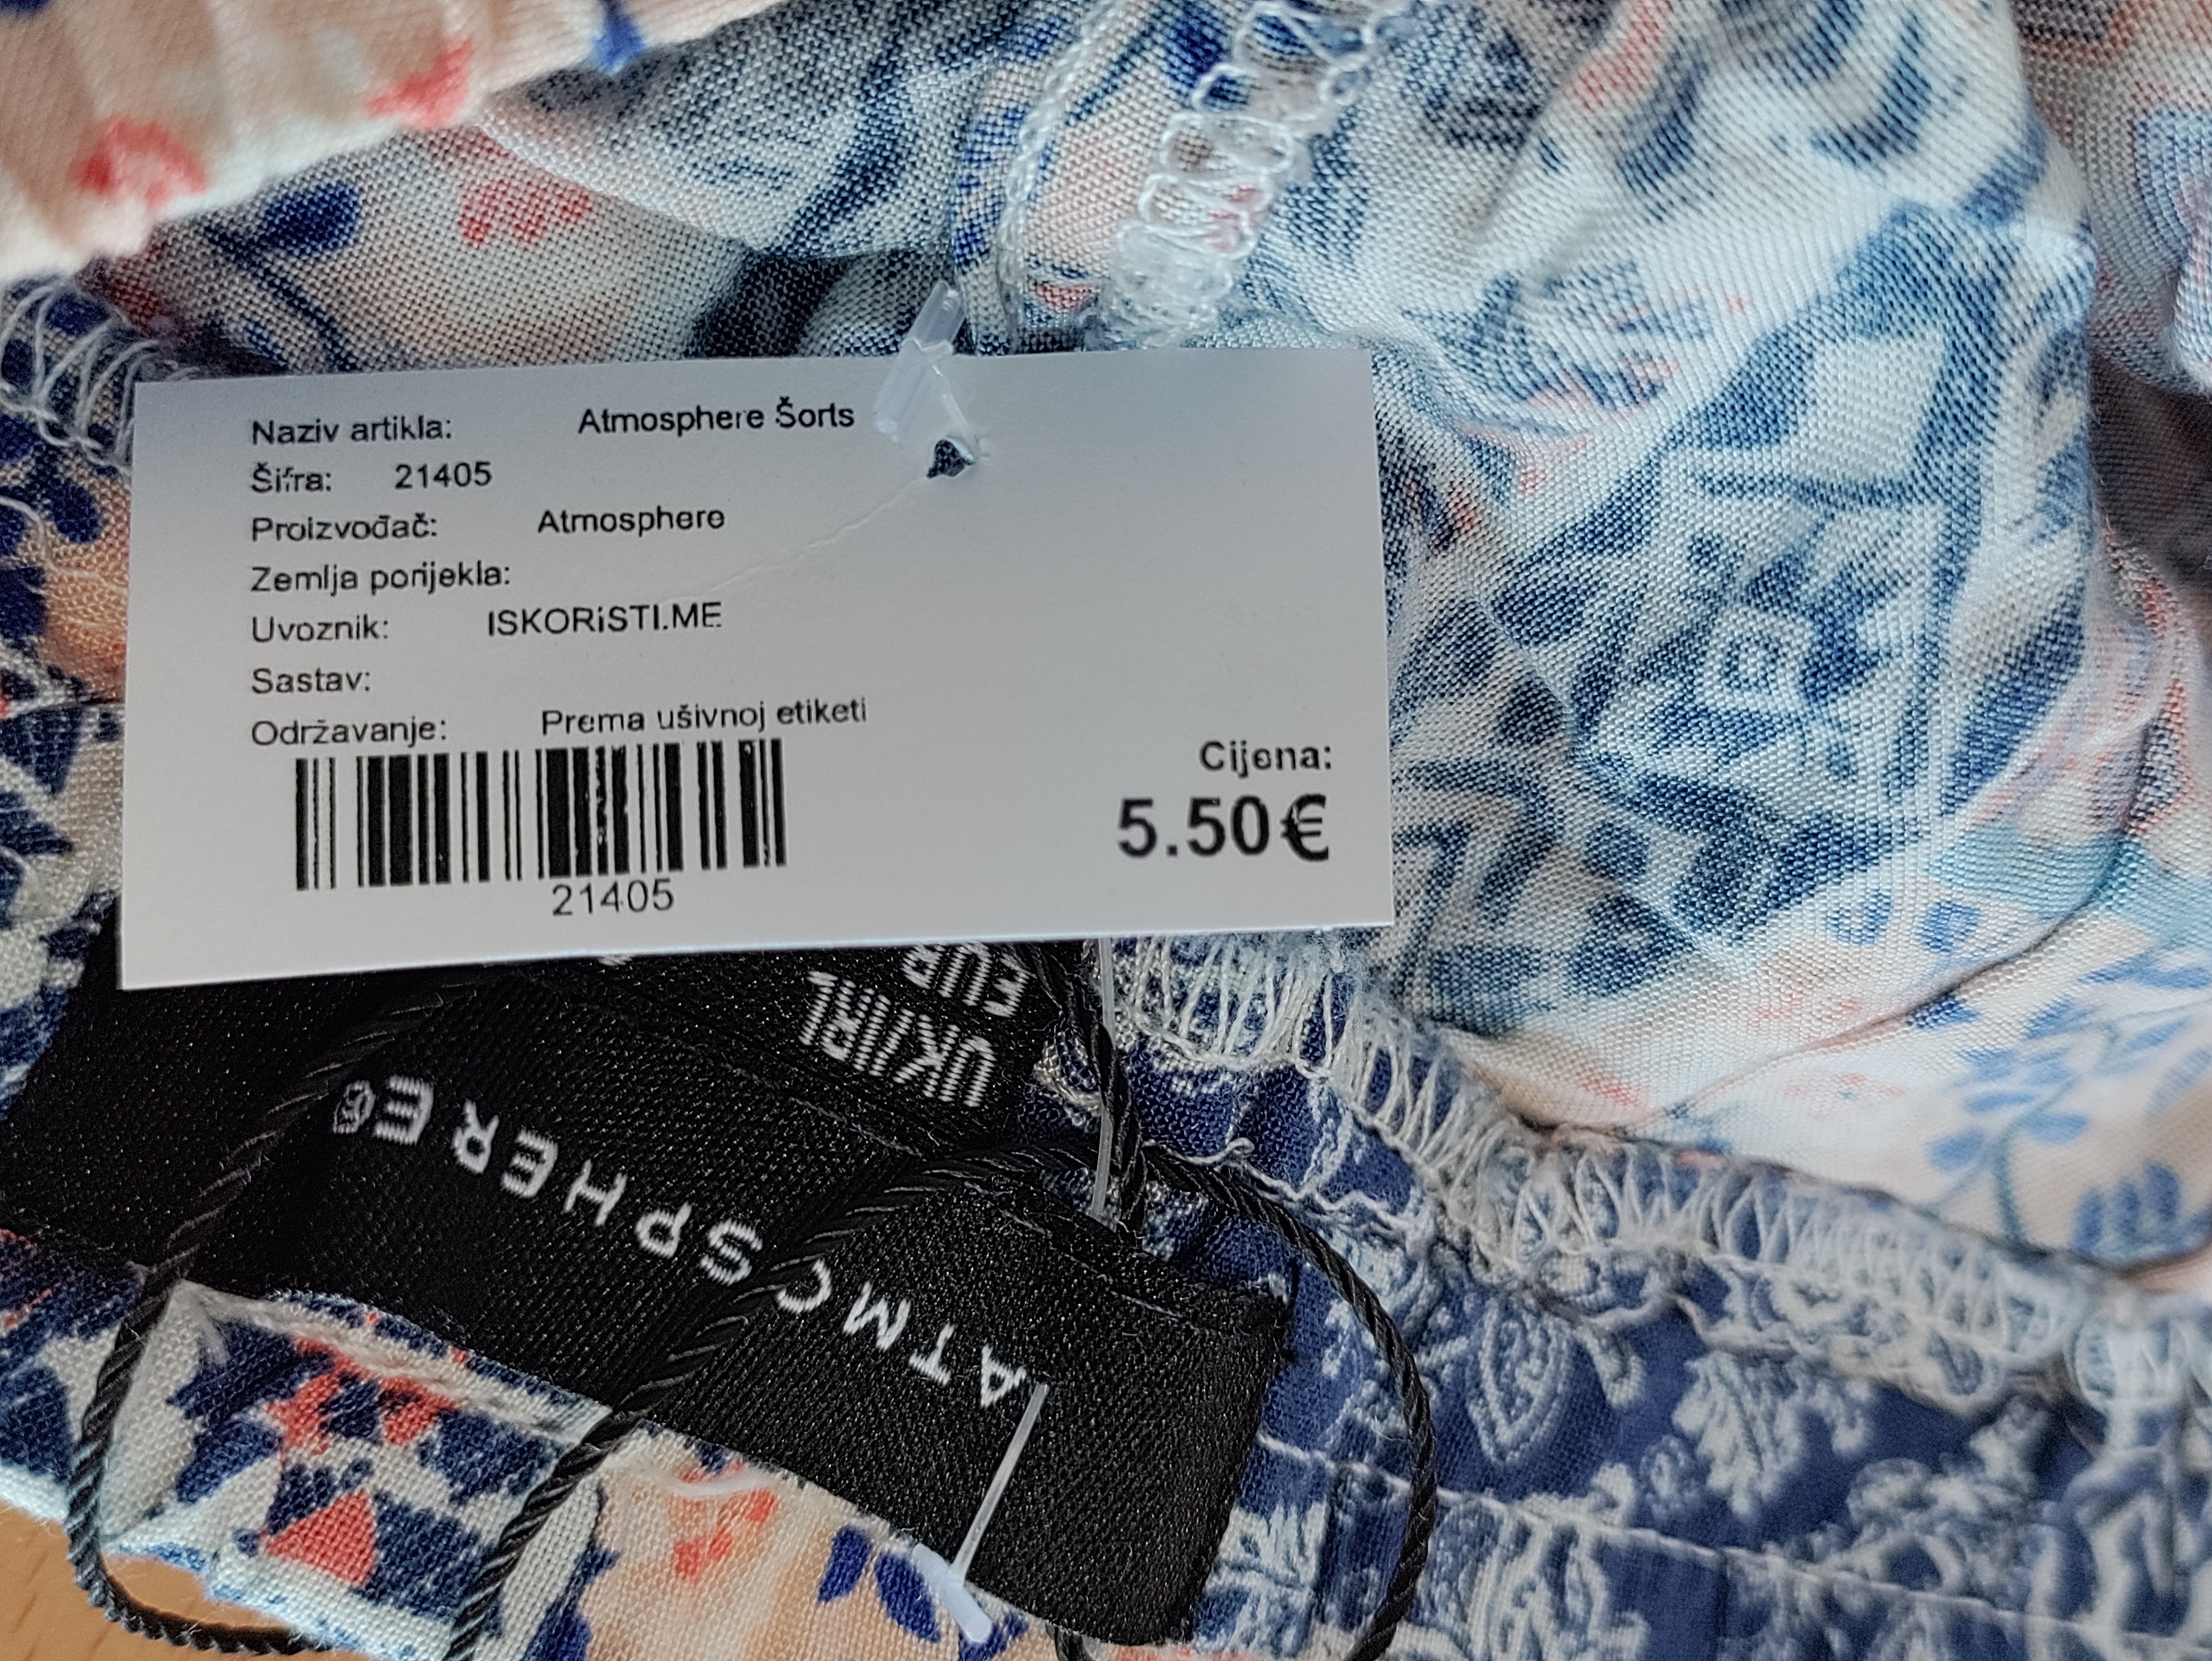 Naziv artikla: Atmosphere Šorts
Šifra: 21405
Proizvođač: Atmosphere
Zemlja porijekla:
Uvoznik: ISKORISTI.ME
Sastav:
Održavanje: Prema ušivnoj etiketi
Cijena:
5.50€
21405
EUR
UK/IRL
ATMOSPHERE®